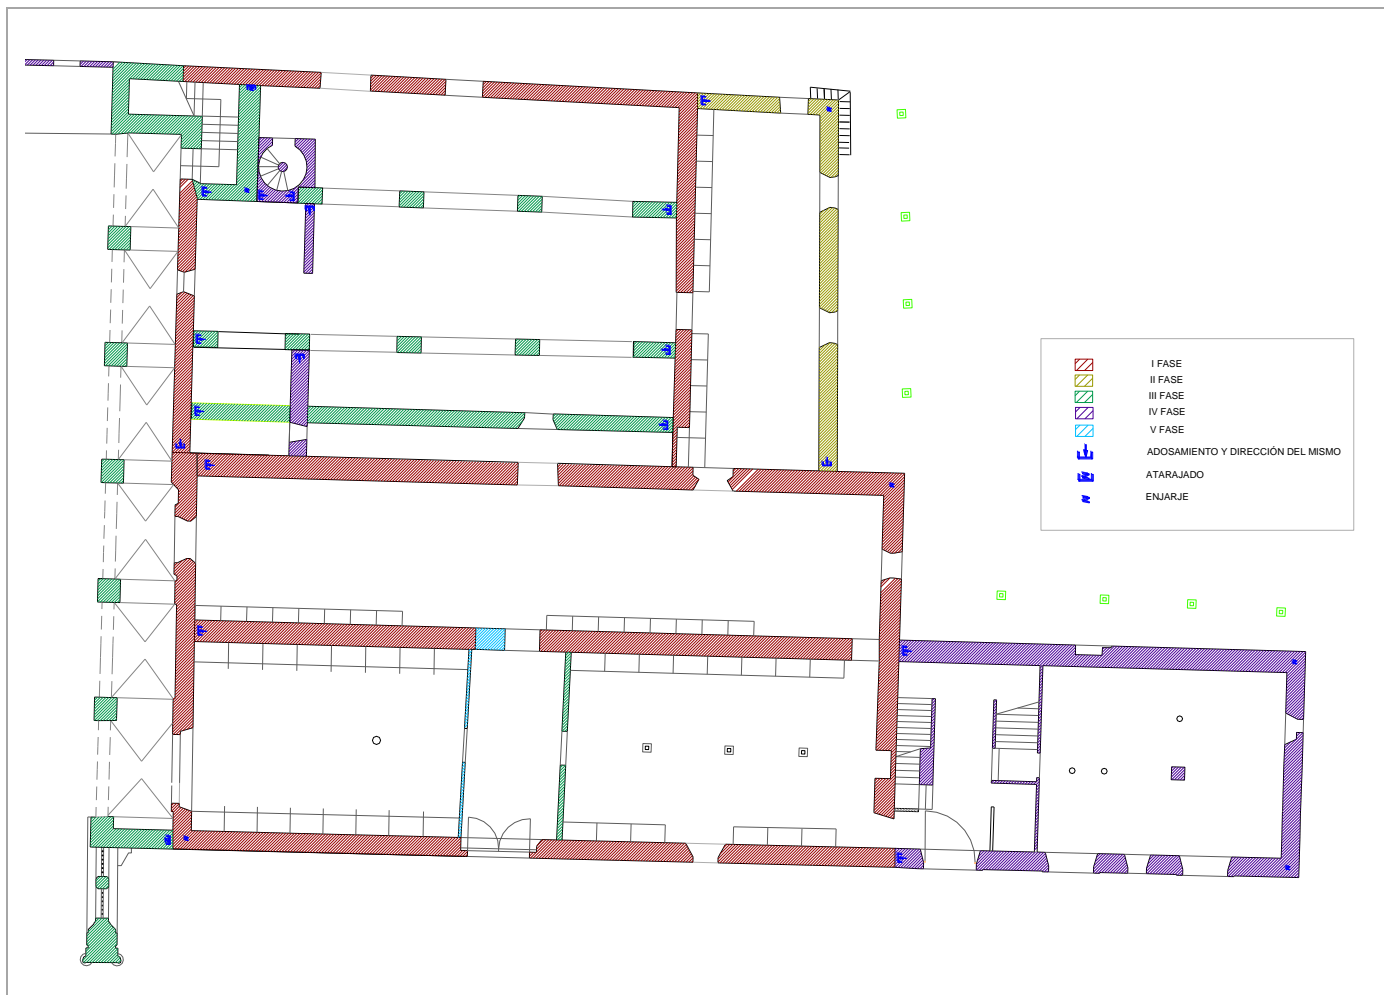 I FASE
II FASE
III FASE
IV FASE
V FASE
ADOSAMIENTO Y DIRECCIÓN DEL MISMO
ATARAJADO
ENJARJE